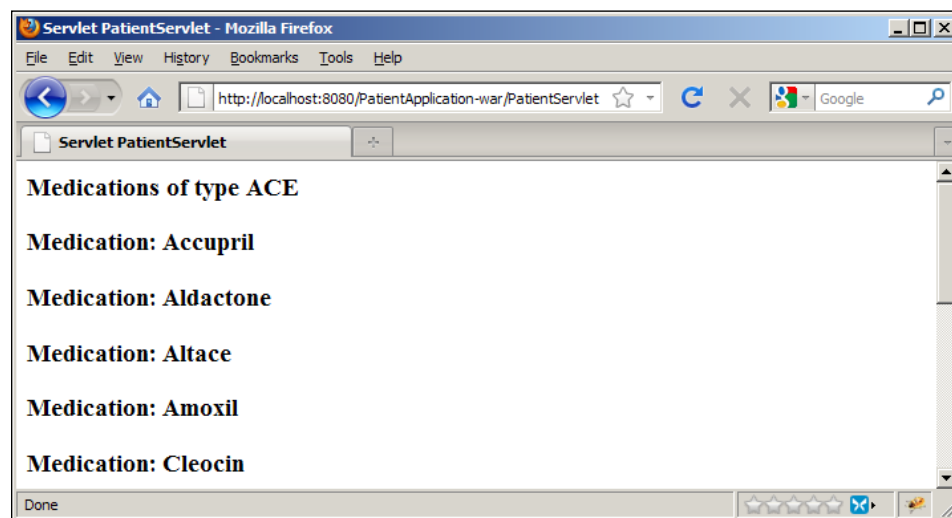 Servlet PatientServlet - Mozilla Firefox
File Edit View History Bookmarks Tools Help
http://localhost:8080/PatientApplication-war/PatientServlet Google
Servlet PatientServlet
Medications of type ACE
Medication: Accupril
Medication: Aldactone
Medication: Altace
Medication: Amoxil
Medication: Cleocin
Done